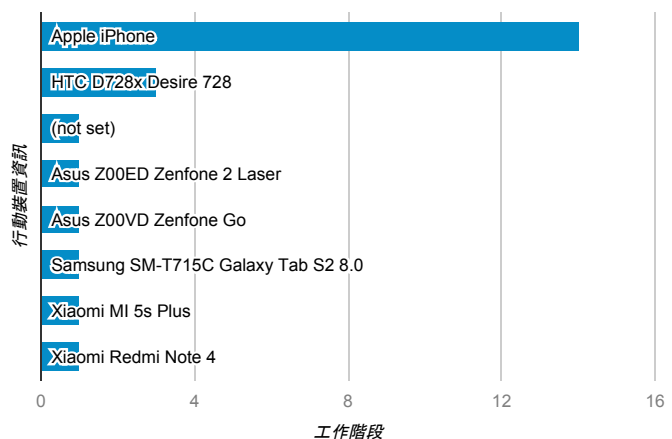 Apple iPhone
HTC D728x Desire 728
(not set)
Asus Z00ED Zenfone 2 Laser
Asus Z00VD Zenfone Go
Samsung SM-T715C Galaxy Tab S2 8.0
Xiaomi MI 5s Plus
Xiaomi Redmi Note 4
行動裝置資訊
0 4 8 12 16
工作階段